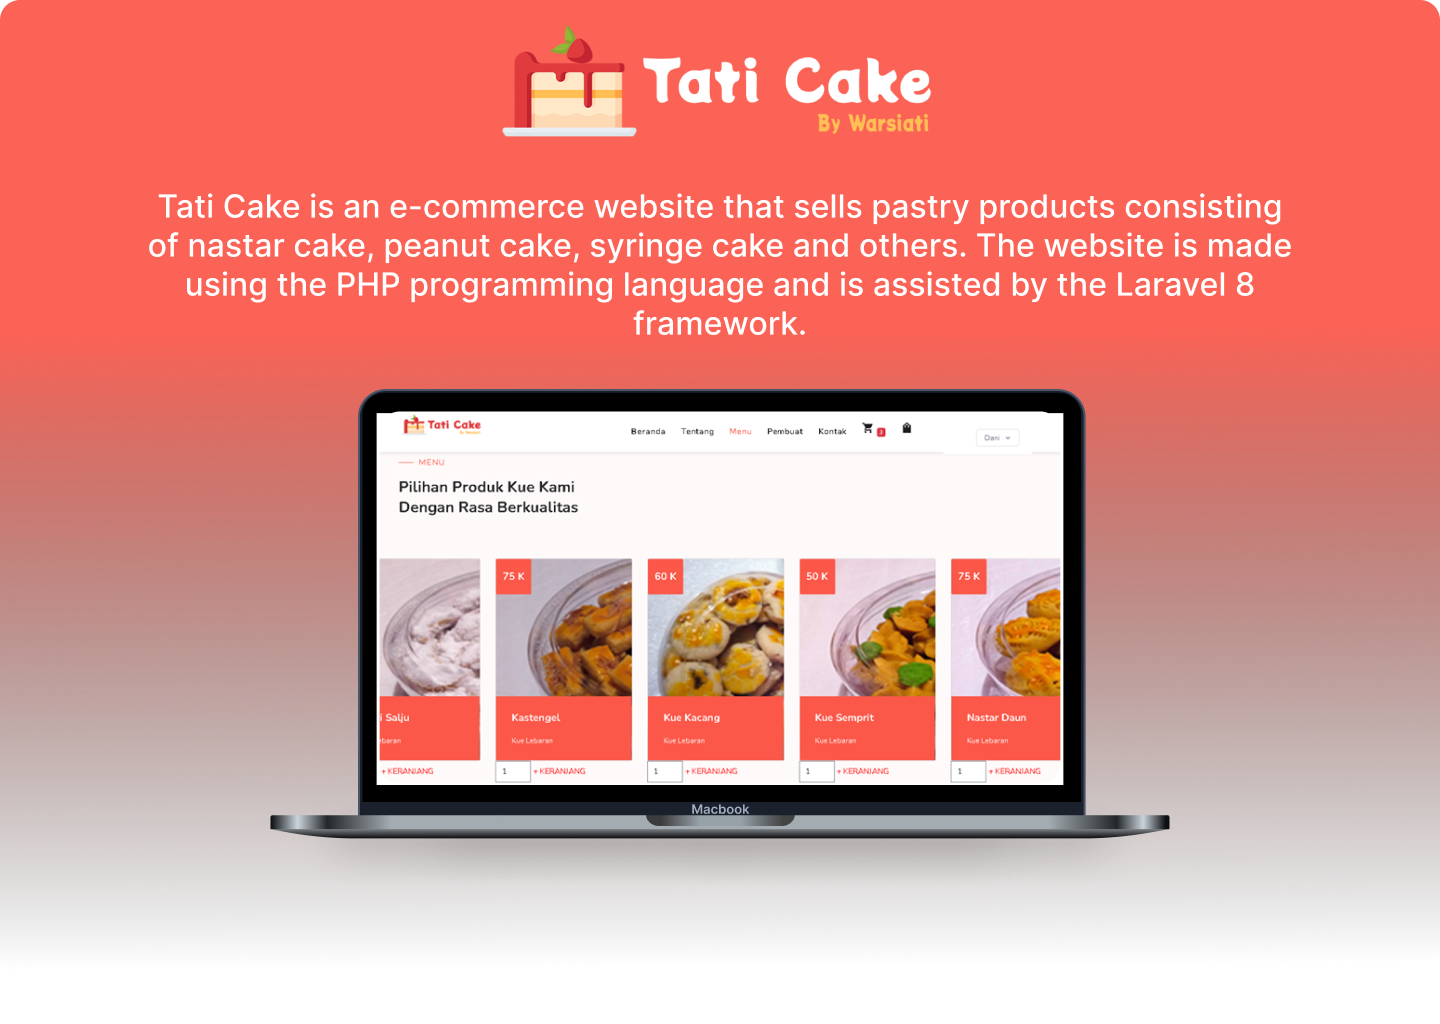 Tati Cake
By Warsiati
Tati Cake is an e-commerce website that sells pastry products consisting
of nastar cake, peanut cake, syringe cake and others. The website is made
using the PHP programming language and is assisted by the Laravel 8
framework.
Tati Cake
By Warsiati
Beranda Tentang Menu Pembuat Kontak 3 Dani
MENU
Pilihan Produk Kue Kami
Dengan Rasa Berkualitas
75 K 60 K 50 K 75 K
i Salju Kastengel Kue Kacang Kue Semprit Nastar Daun
ebaran Kue Lebaran Kue Lebaran Kue Lebaran Kue Lebaran
+ KERANJANG 1 + KERANJANG 1 + KERANJANG 1 + KERANJANG 1 + KERANJANG
Macbook